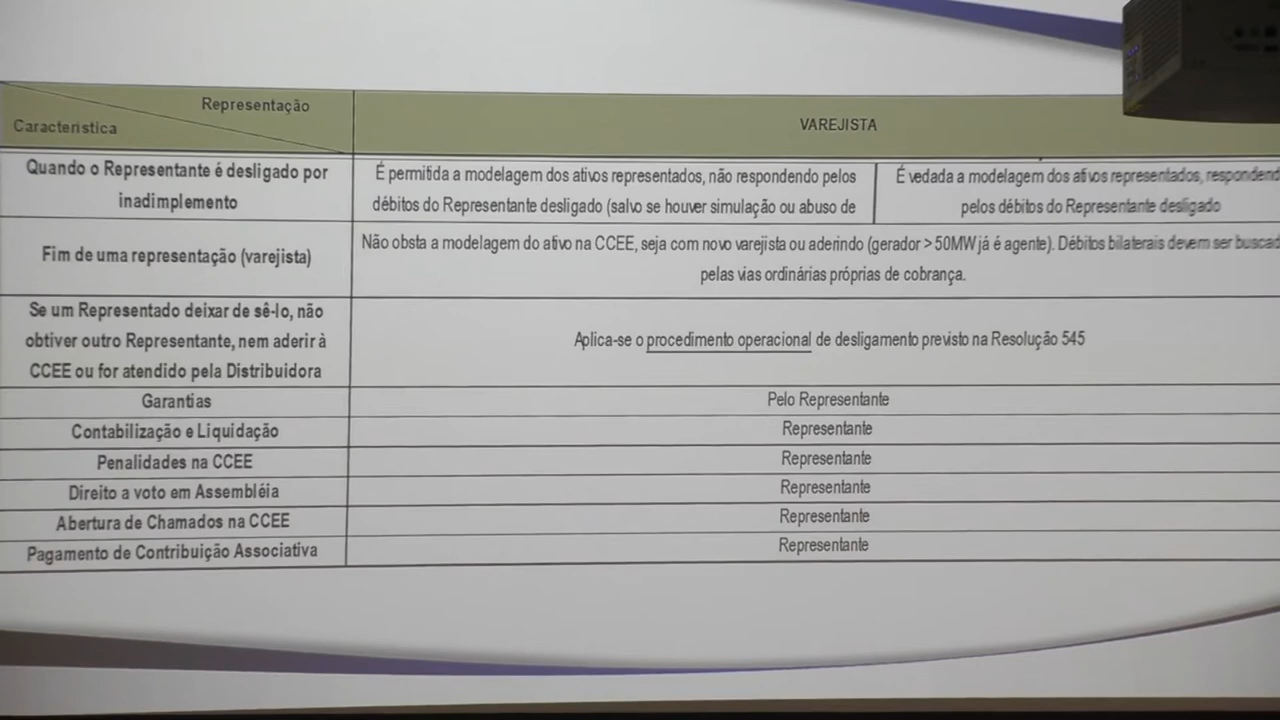 Representação
Característica
VAREJISTA
Quando o Representante é desligado por
inadimplemento
É permitida a modelagem dos ativos representados, não respondendo pelos
débitos do Representante desligado (salvo se houver simulação ou abuso de
É vedada a modelagem dos ativos representados, respondend
pelos débitos do Representante desligado
Fim de uma representação (varejista)
Não obsta a modelagem do ativo na CCEE, seja com novo varejista ou aderindo (gerador > 50MW já é agente). Débitos bilaterais devem ser buscad
pelas vias ordinárias próprias de cobrança.
Se um Representado deixar de sê-lo, não
obtiver outro Representante, nem aderir à
CCEE ou for atendido pela Distribuidora
Aplica-se o procedimento operacional de desligamento previsto na Resolução 545
Garantias
Pelo Representante
Contabilização e Liquidação
Representante
Penalidades na CCEE
Representante
Direito a voto em Assembléia
Representante
Abertura de Chamados na CCEE
Representante
Pagamento de Contribuição Associativa
Representante